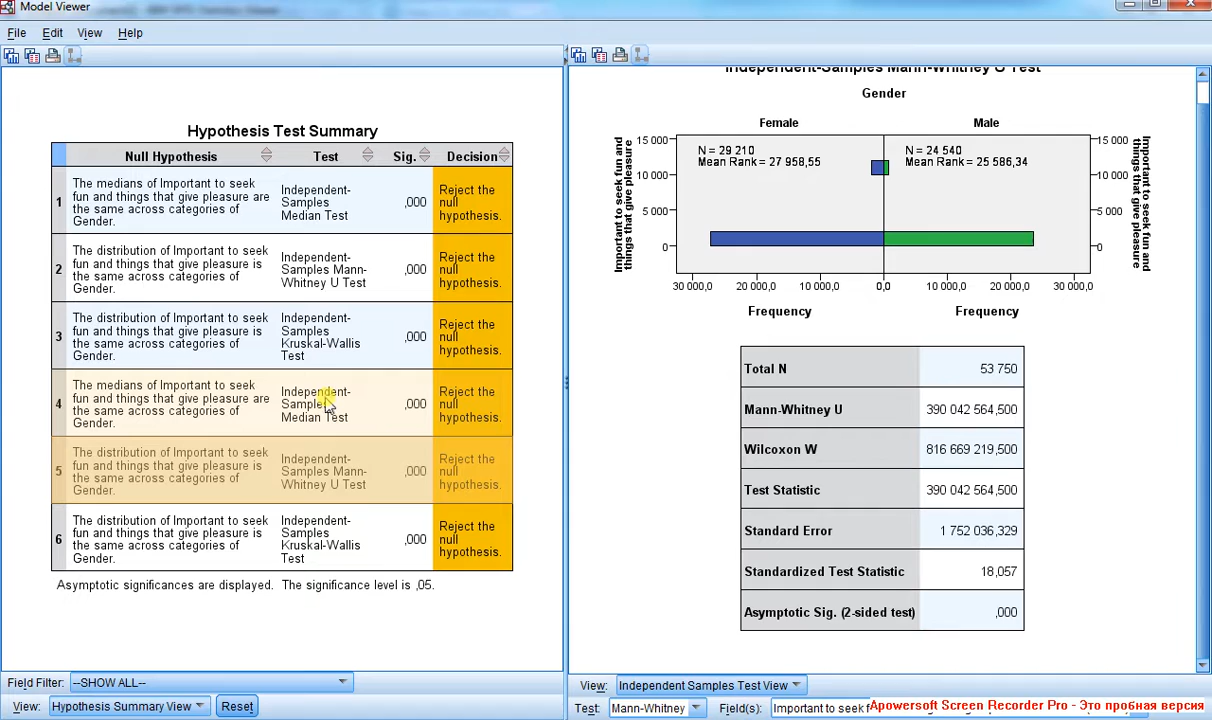 Model Viewer
File Edit View Help
Hypothesis Test Summary
Null Hypothesis Test Sig. Decision
1
The medians of Important to seek
fun and things that give pleasure are
the same across categories of
Gender.
Independent-
Samples
Median Test
,000
Reject the
null
hypothesis.
2
The distribution of Important to seek
fun and things that give pleasure is
the same across categories of
Gender.
Independent-
Samples Mann-
Whitney U Test
,000
Reject the
null
hypothesis.
3
The distribution of Important to seek
fun and things that give pleasure is
the same across categories of
Gender.
Independent-
Samples
Kruskal-Wallis
Test
,000
Reject the
null
hypothesis.
4
The medians of Important to seek
fun and things that give pleasure are
the same across categories of
Gender.
Independent-
Samples
Median Test
,000
Reject the
null
hypothesis.
5
The distribution of Important to seek
fun and things that give pleasure is
the same across categories of
Gender.
Independent-
Samples Mann-
Whitney U Test
,000
Reject the
null
hypothesis.
6
The distribution of Important to seek
fun and things that give pleasure is
the same across categories of
Gender.
Independent-
Samples
Kruskal-Wallis
Test
,000
Reject the
null
hypothesis.
Asymptotic significances are displayed. The significance level is ,05.
Field Filter: --SHOW ALL--
View: Hypothesis Summary View Reset
Independent-Samples Mann-Whitney U Test
Gender
Female Male
Important to seek fun and
things that give pleasure
15 000
10 000
5 000
0
N = 29 210
Mean Rank = 27 958,55
N = 24 540
Mean Rank = 25 586,34
15 000
10 000
5 000
0
Important to seek fun and
things that give pleasure
30 000,0 20 000,0 10 000,0 0,0 10 000,0 20 000,0 30 000,0
Frequency Frequency
Total N 53 750
Mann-Whitney U 390 042 564,500
Wilcoxon W 816 669 219,500
Test Statistic 390 042 564,500
Standard Error 1 752 036,329
Standardized Test Statistic 18,057
Asymptotic Sig. (2-sided test) ,000
View: Independent Samples Test View
Test: Mann-Whitney Field(s): Important to seek f
Apowersoft Screen Recorder Pro - Это пробная версия